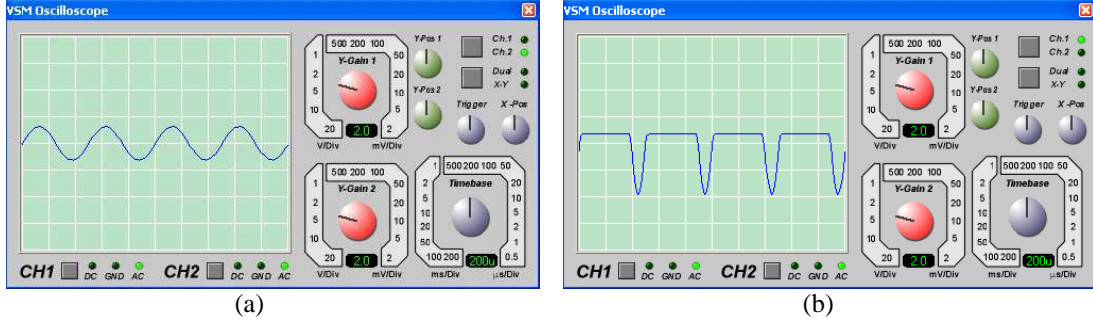 VSM Oscilloscope
500 200 100
1 Y-Gain 1 50
2 20
5 10
10 5
20 2.0 2
V/Div mV/Div
Y-Pos 1
Y-Pos 2
Ch.1
Ch.2
Dual
X-Y
Trigger X -Pos
500 200 100
1 Y-Gain 2 50
2 20
5 10
10 5
20 2.0 2
V/Div mV/Div
1 500 200 100 50
2 Timebase 20
5 10
10 5
20 2
50 1
100 200 200u 0.5
ms/Div µs/Div
CH1 DC GND AC CH2 DC GND AC
(a)
VSM Oscilloscope
500 200 100
1 Y-Gain 1 50
2 20
5 10
10 5
20 2.0 2
V/Div mV/Div
Y-Pos 1
Y-Pos 2
Ch.1
Ch.2
Dual
X-Y
Trigger X -Pos
500 200 100
1 Y-Gain 2 50
2 20
5 10
10 5
20 2.0 2
V/Div mV/Div
1 500 200 100 50
2 Timebase 20
5 10
10 5
20 2
50 1
100 200 200u 0.5
ms/Div µs/Div
CH1 DC GND AC CH2 DC GND AC
(b)